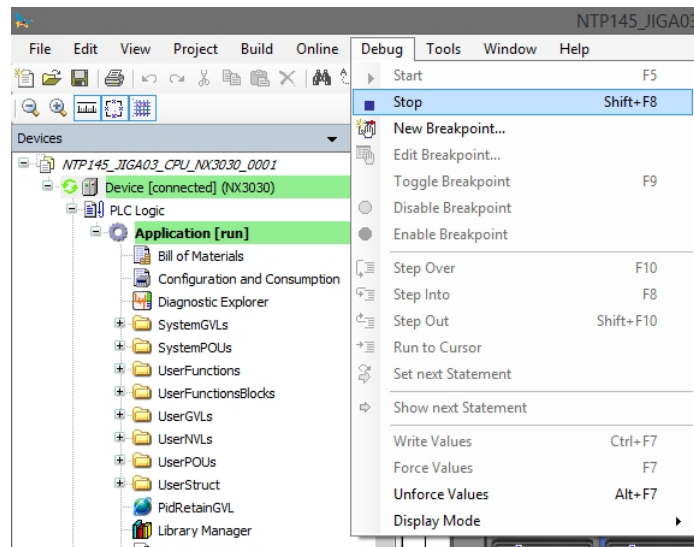 NTP145_JIGA03
File Edit View Project Build Online Debug Tools Window Help
Start F5
Stop Shift+F8
New Breakpoint...
Edit Breakpoint...
Toggle Breakpoint F9
Disable Breakpoint
Enable Breakpoint
Step Over F10
Step Into F8
Step Out Shift+F10
Run to Cursor
Set next Statement
Show next Statement
Write Values Ctrl+F7
Force Values F7
Unforce Values Alt+F7
Display Mode
Devices
NTP145_JIGA03_CPU_NX3030_0001
Device [connected] (NX3030)
PLC Logic
Application [run]
Bill of Materials
Configuration and Consumption
Diagnostic Explorer
SystemGVLs
SystemPOUs
UserFunctions
UserFunctionsBlocks
UserGVLs
UserNVLs
UserPOUs
UserStruct
PidRetainGVL
Library Manager